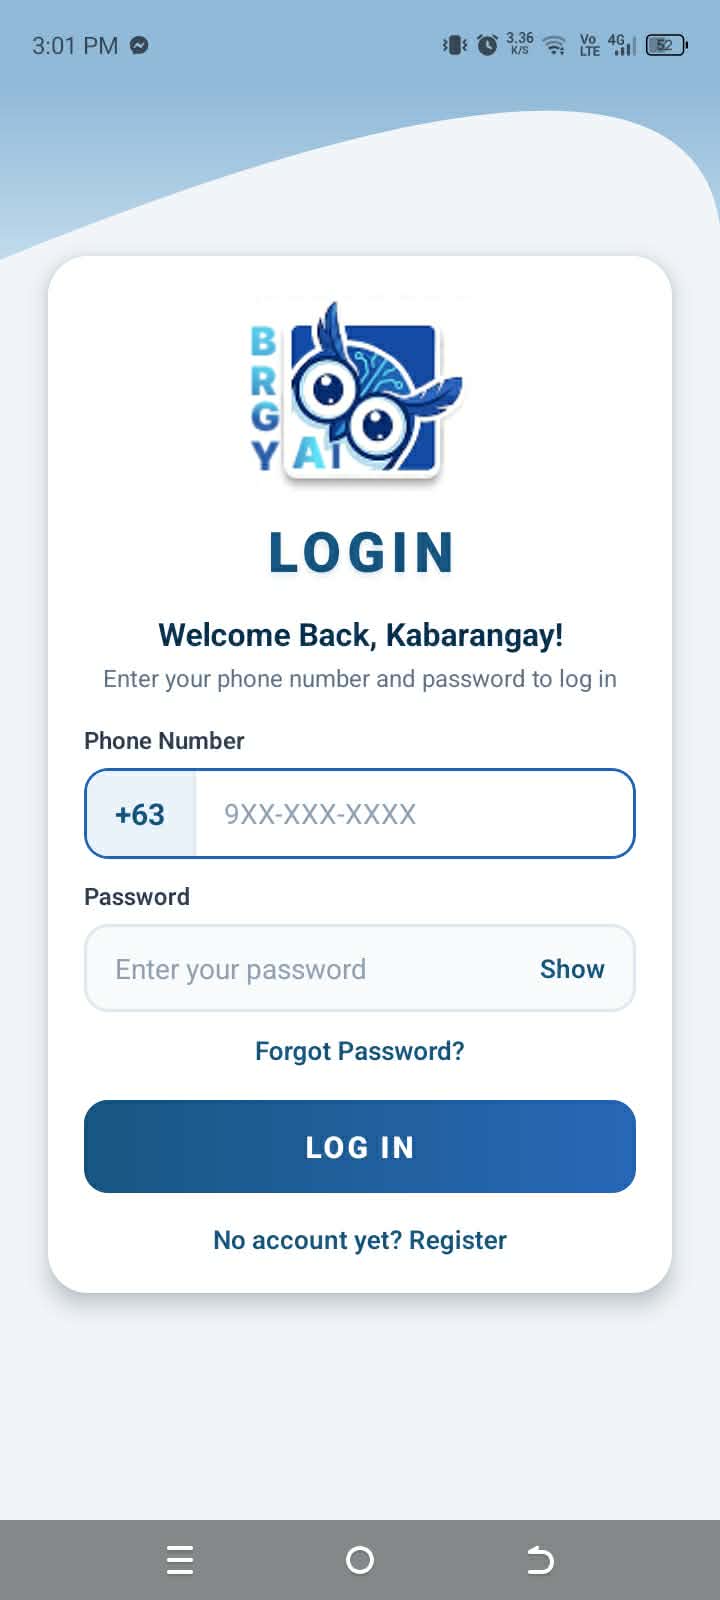 3:01 PM
3.36 K/S
Vo LTE
4G
52
B
R
G
Y AI
LOGIN
Welcome Back, Kabarangay!
Enter your phone number and password to log in
Phone Number
+63 9XX-XXX-XXXX
Password
Enter your password Show
Forgot Password?
LOG IN
No account yet? Register